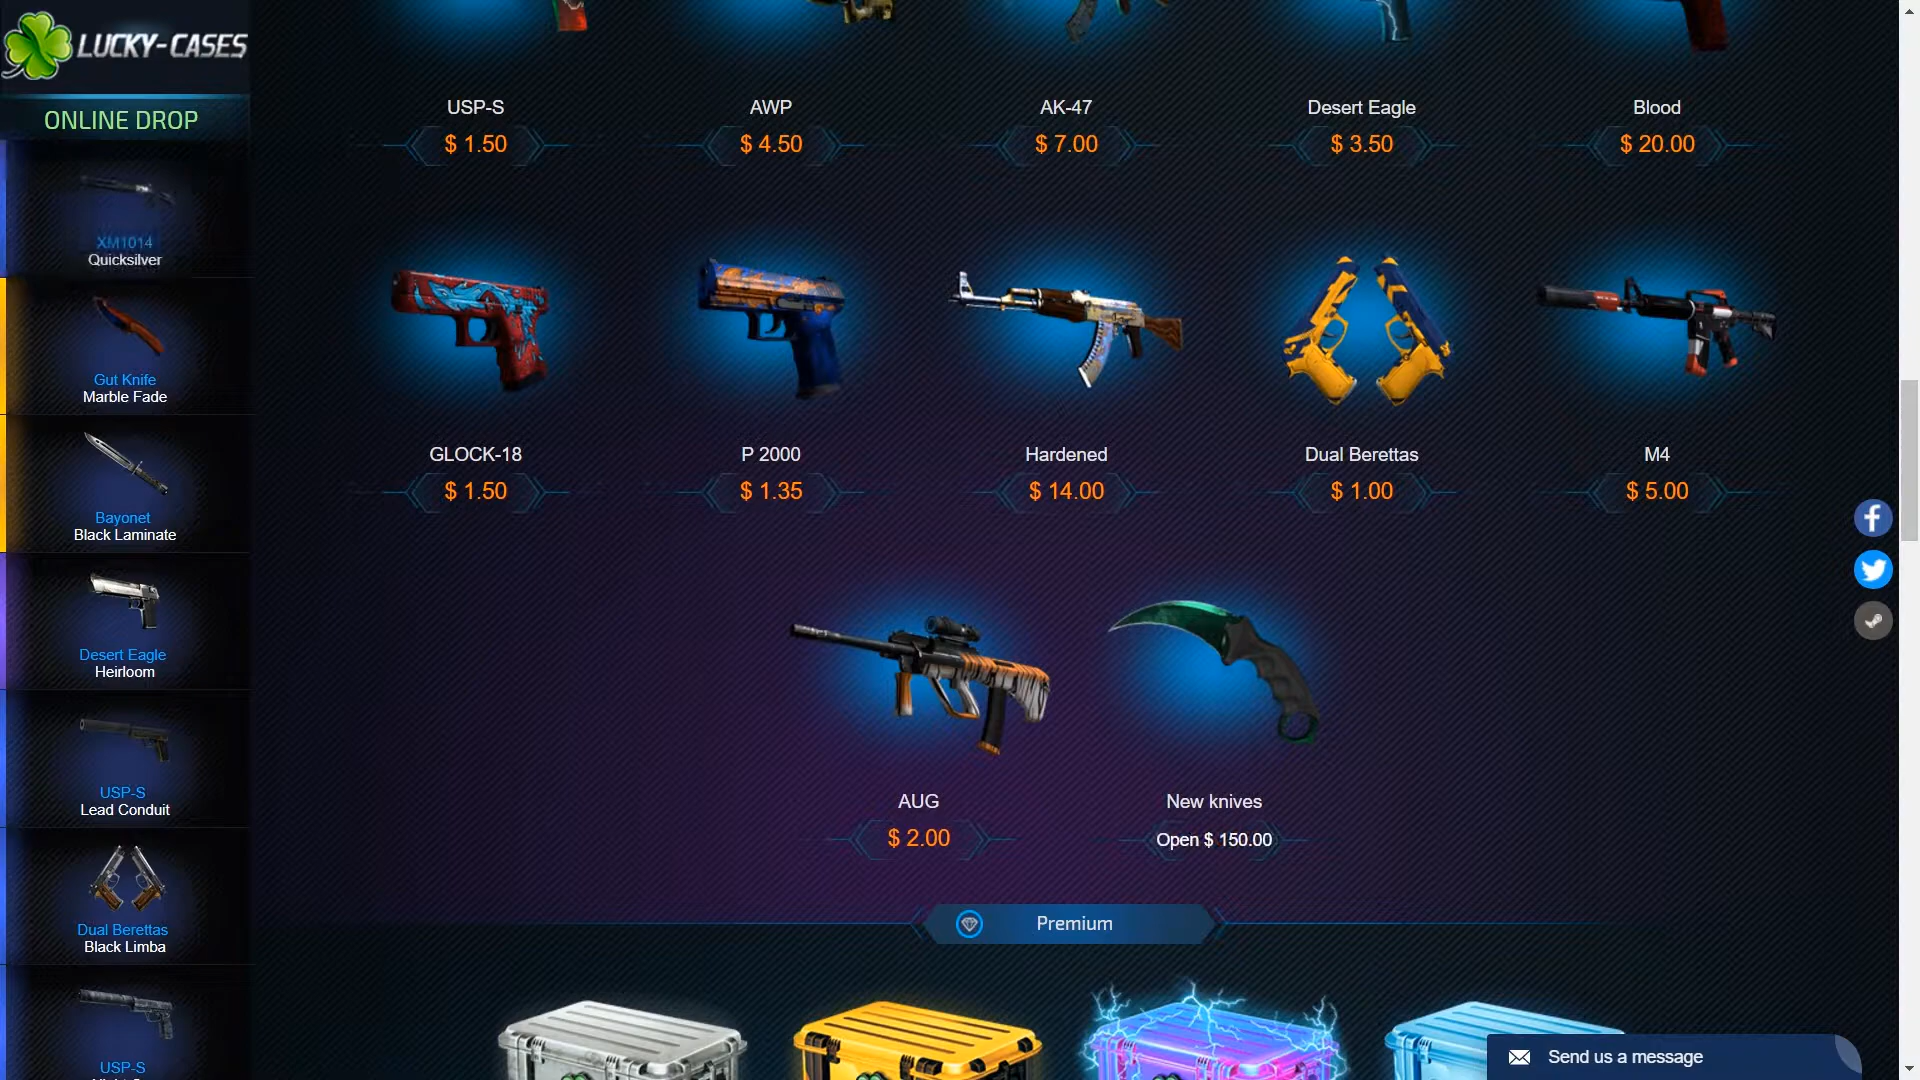 LUCKY-CASES
ONLINE DROP
XM1014
Quicksilver
Gut Knife
Marble Fade
Bayonet
Black Laminate
Desert Eagle
Heirloom
USP-S
Lead Conduit
Dual Berettas
Black Limba
USP-S
USP-S
$ 1.50
AWP
$ 4.50
AK-47
$ 7.00
Desert Eagle
$ 3.50
Blood
$ 20.00
GLOCK-18
$ 1.50
P 2000
$ 1.35
Hardened
$ 14.00
Dual Berettas
$ 1.00
M4
$ 5.00
AUG
$ 2.00
New knives
Open $ 150.00
Premium
Send us a message